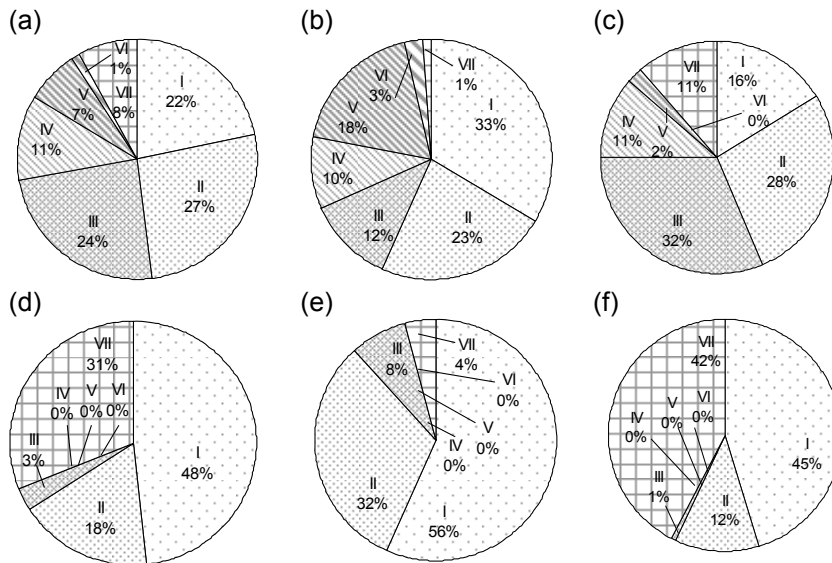 (a)
VI
1%
I
22%
V
7%
VII
8%
IV
11%
II
27%
III
24%
(b)
VII
1%
VI
3%
I
33%
V
18%
IV
10%
II
23%
III
12%
(c)
VII
11%
I
16%
VI
0%
IV
11%
V
2%
II
28%
III
32%
(d)
VII
31%
IV
0%
V
0%
VI
0%
III
3%
I
48%
II
18%
(e)
III
8%
VII
4%
VI
0%
V
0%
IV
0%
II
32%
I
56%
(f)
VII
42%
IV
0%
V
0%
VI
0%
I
45%
III
1%
II
12%